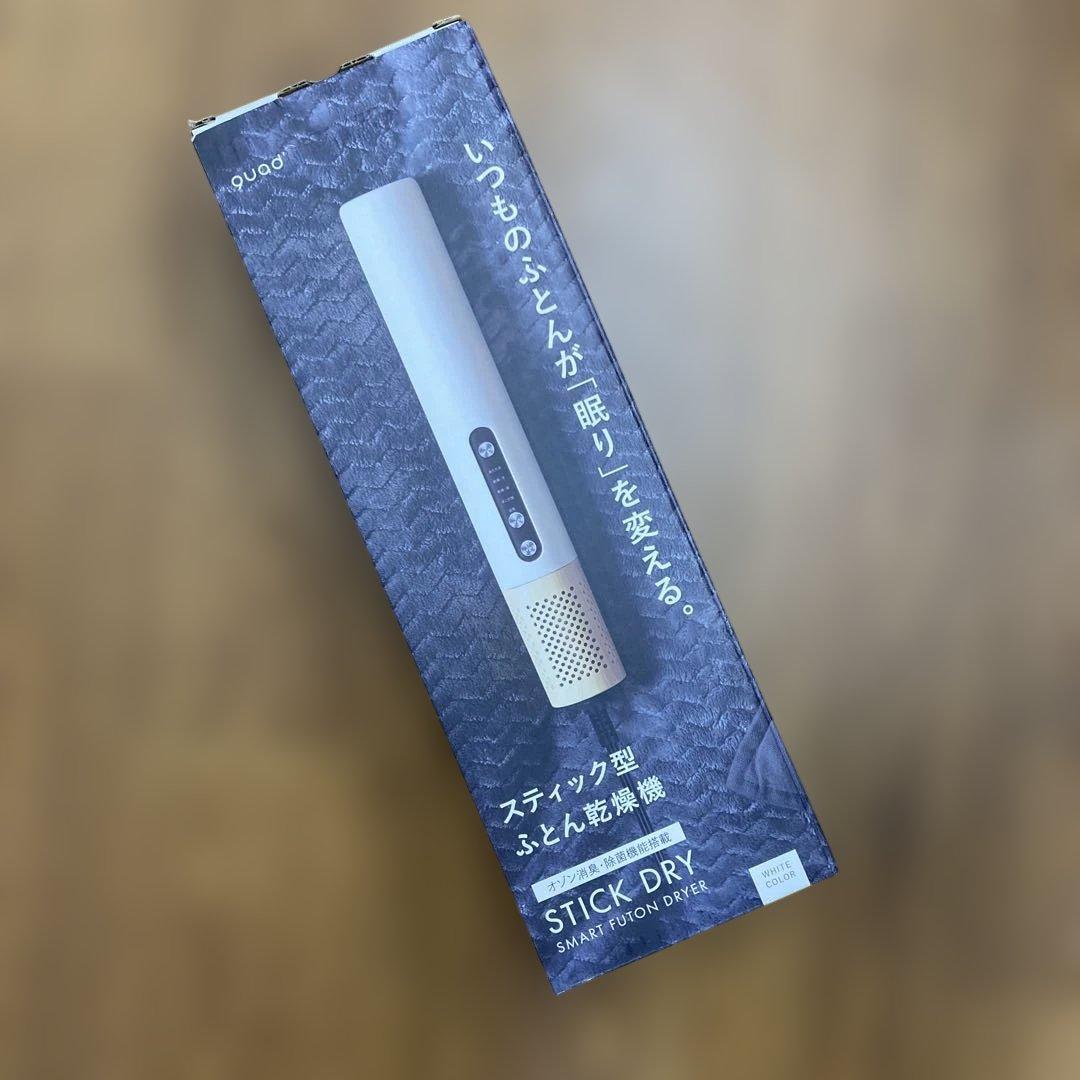 quad
いつものふとんが「眠り」を変える。
スティック型
ふとん乾燥機
オゾン消臭・除菌機能搭載
STICK DRY
SMART FUTON DRYER
WHITE
COLOR